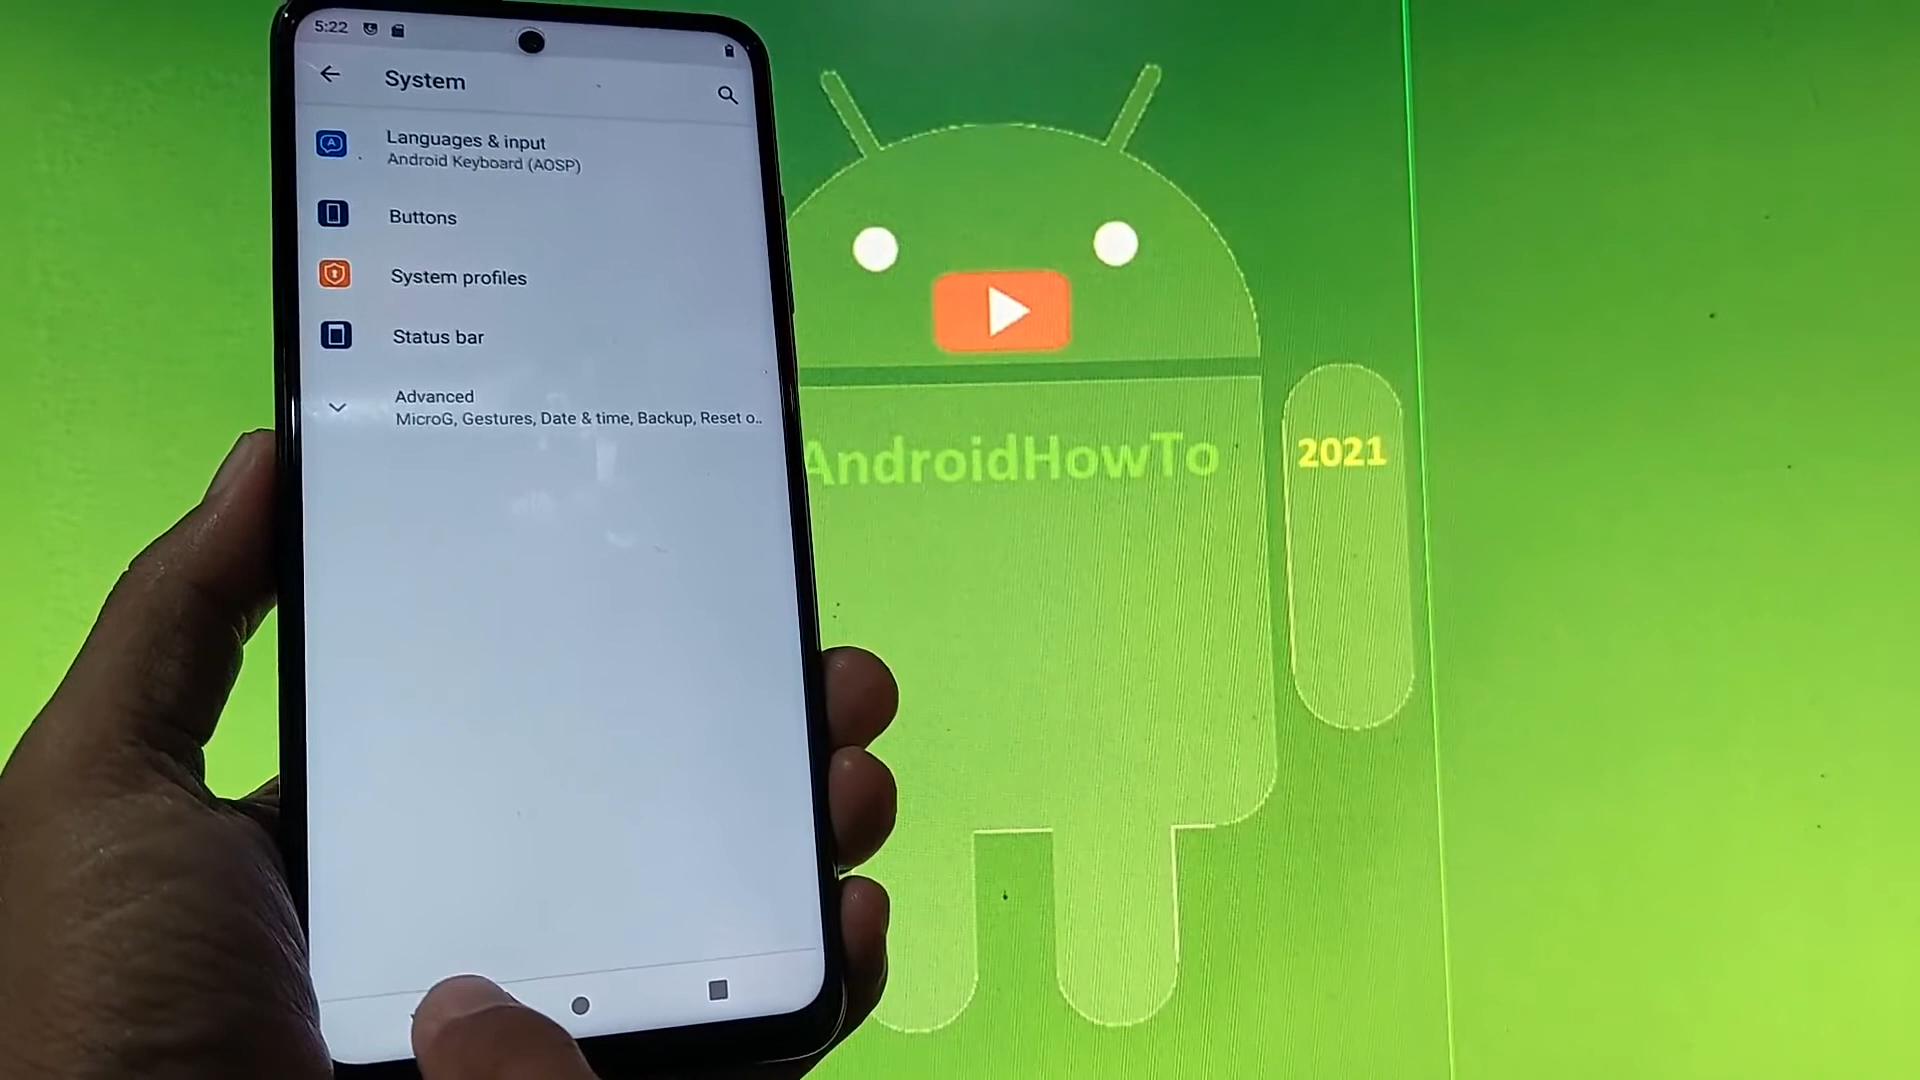 5:22
System
Languages & input
Android Keyboard (AOSP)
Buttons
System profiles
Status bar
Advanced
MicroG, Gestures, Date & time, Backup, Reset o..
AndroidHowTo
2021